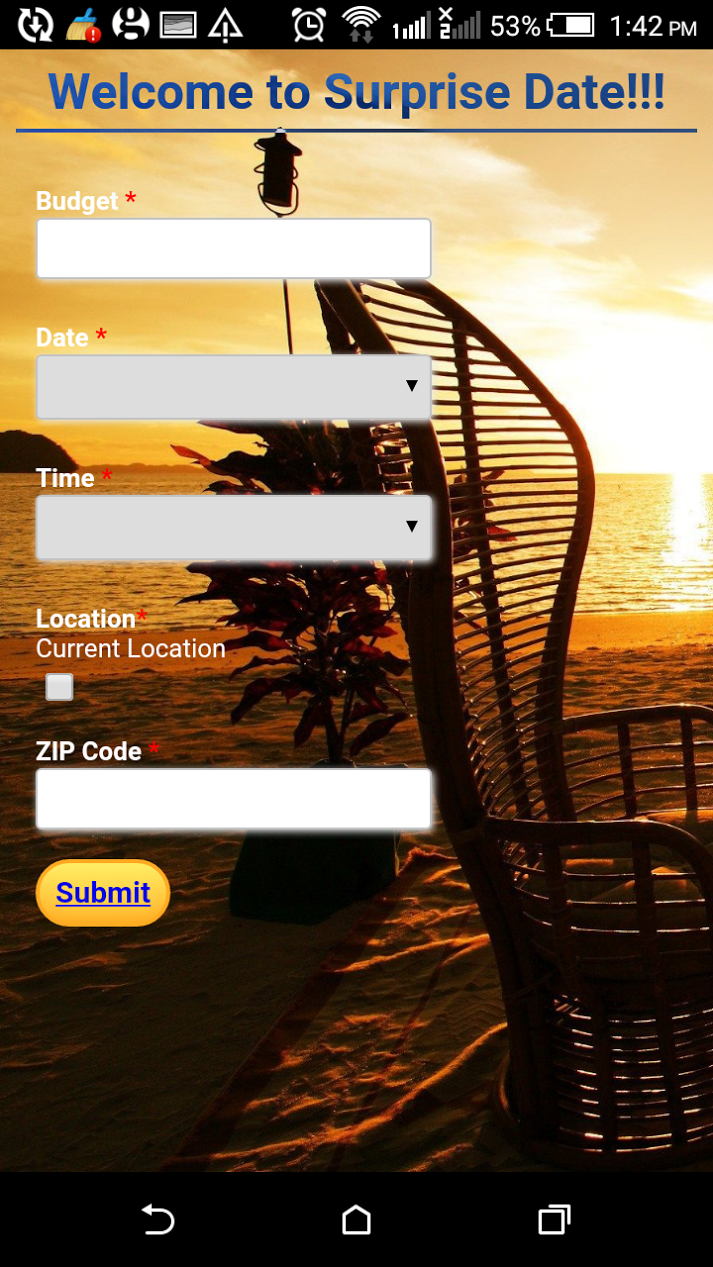 53% 1:42 PM
Welcome to Surprise Date!!!
Budget *
Date *
Time *
Location*
Current Location
ZIP Code *
Submit